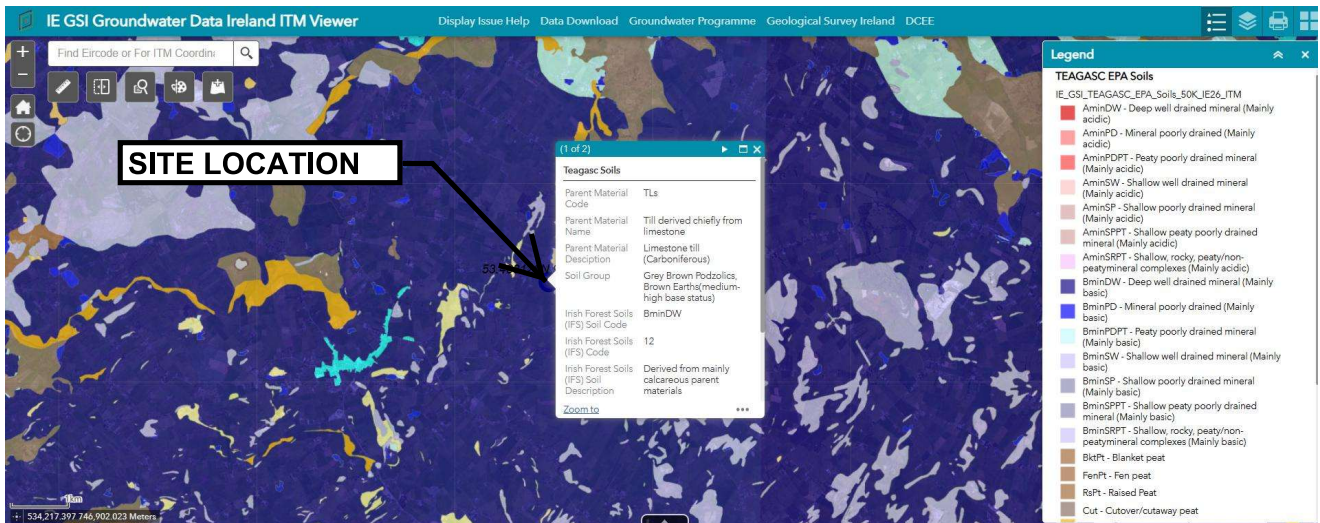 IE GSI Groundwater Data Ireland ITM Viewer
Display Issue Help Data Download Groundwater Programme Geological Survey Ireland DCEE
+
Find Eircode or For ITM Coordina
−
SITE LOCATION
(1 of 2)
Teagasc Soils
Parent Material Code TLs
Parent Material Name Till derived chiefly from limestone
Parent Material Desciption Limestone till (Carboniferous)
Soil Group Grey Brown Podzolics, Brown Earths(medium-high base status)
Irish Forest Soils (IFS) Soil Code BminDW
Irish Forest Soils (IFS) Code 12
Irish Forest Soils (IFS) Soil Description Derived from mainly calcareous parent materials
Zoom to
Legend
TEAGASC EPA Soils
IE_GSI_TEAGASC_EPA_Soils_50K_IE26_ITM
AminDW - Deep well drained mineral (Mainly
acidic)
AminPD - Mineral poorly drained (Mainly
acidic)
AminPDPT - Peaty poorly drained mineral
(Mainly acidic)
AminSW - Shallow well drained mineral
(Mainly acidic)
AminSP - Shallow poorly drained mineral
(Mainly acidic)
AminSPPT - Shallow peaty poorly drained
mineral (Mainly acidic)
AminSRPT - Shallow, rocky, peaty/non-
peatymineral complexes (Mainly acidic)
BminDW - Deep well drained mineral (Mainly
basic)
BminPD - Mineral poorly drained (Mainly
basic)
BminPDPT - Peaty poorly drained mineral
(Mainly basic)
BminSW - Shallow well drained mineral (Mainly
basic)
BminSP - Shallow poorly drained mineral
(Mainly basic)
BminSPPT - Shallow peaty poorly drained
mineral (Mainly basic)
BminSRPT - Shallow, rocky, peaty/non-
peatymineral complexes (Mainly basic)
BktPt - Blanket peat
FenPt - Fen peat
RsPt - Raised Peat
Cut - Cutover/cutaway peat
1km
534,217.397 746,902.023 Meters